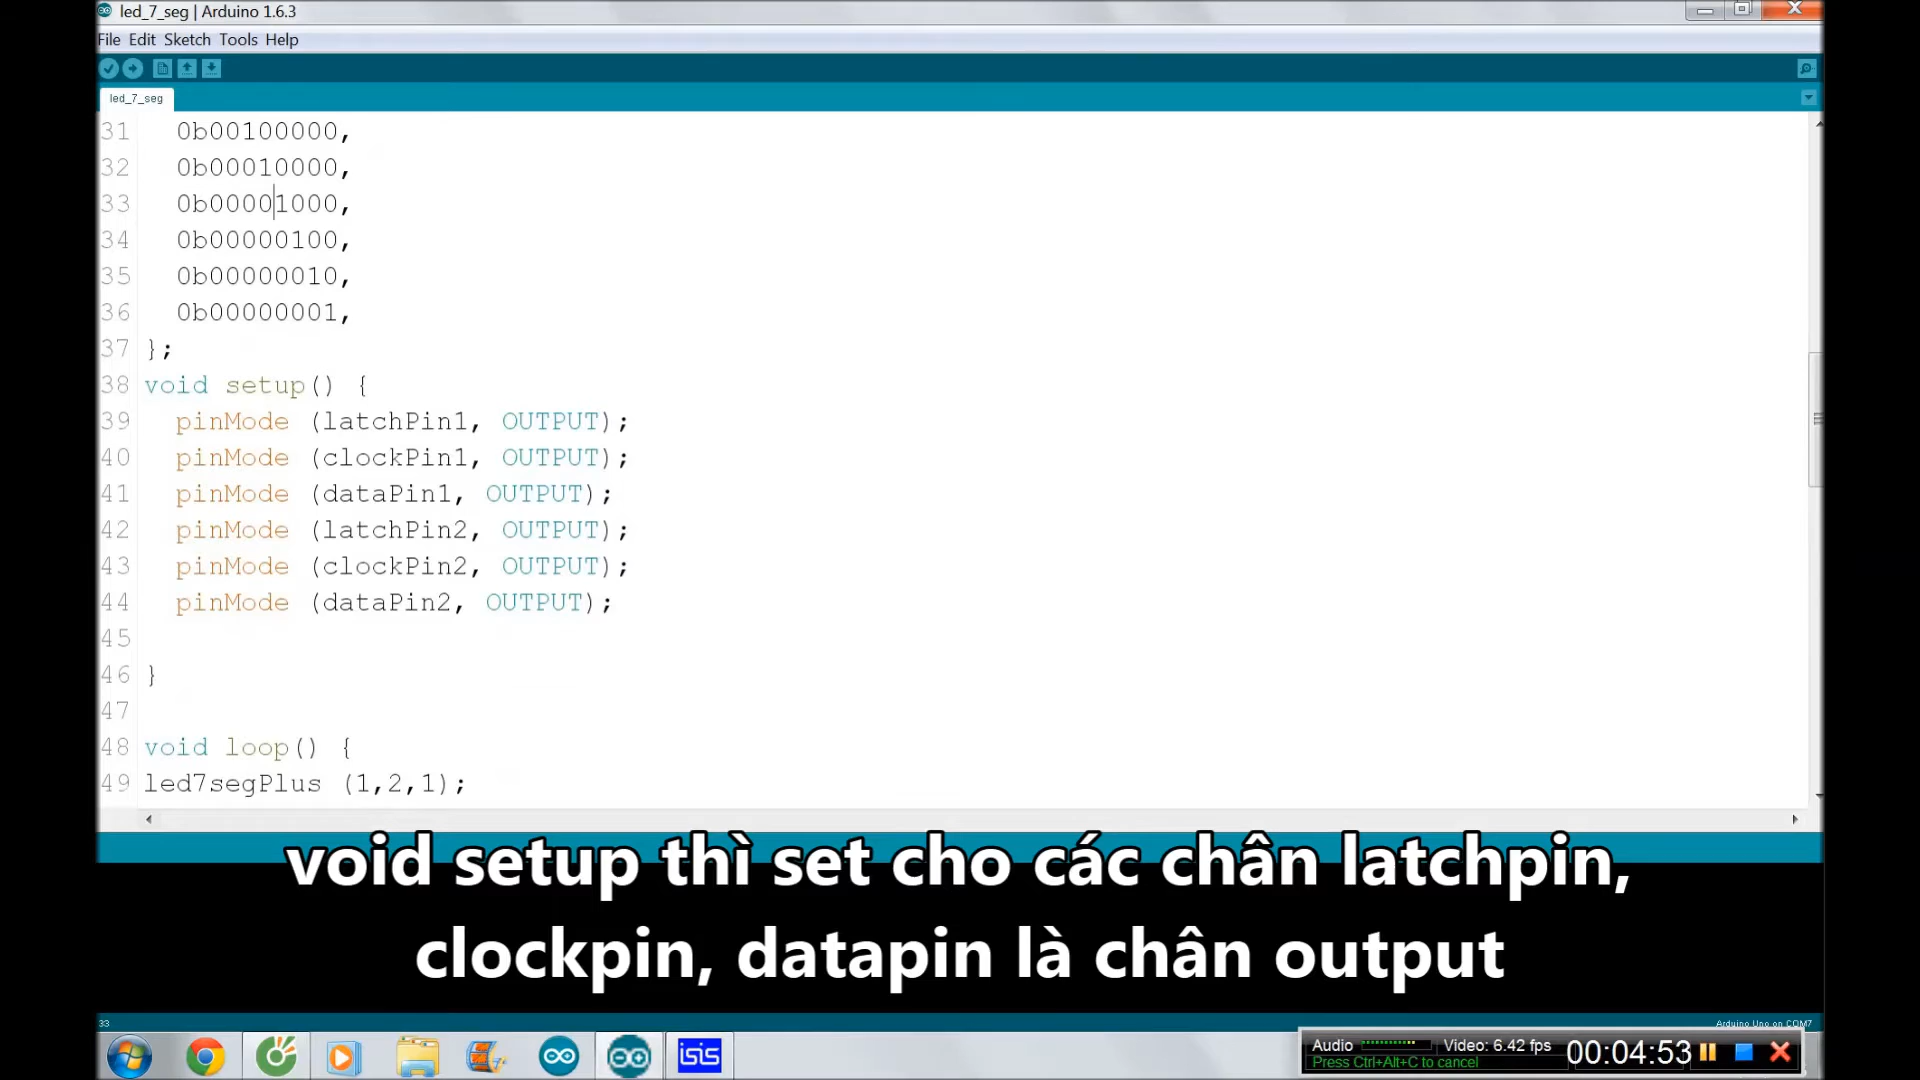 led_7_seg | Arduino 1.6.3
File Edit Sketch Tools Help
led_7_seg
31 0b00100000,
32 0b00010000,
33 0b00001000,
34 0b00000100,
35 0b00000010,
36 0b00000001,
37 };
38 void setup() {
39 pinMode (latchPin1, OUTPUT);
40 pinMode (clockPin1, OUTPUT);
41 pinMode (dataPin1, OUTPUT);
42 pinMode (latchPin2, OUTPUT);
43 pinMode (clockPin2, OUTPUT);
44 pinMode (dataPin2, OUTPUT);
45
46 }
47
48 void loop() {
49 led7segPlus (1,2,1);
void setup thì set cho các chân latchpin,
clockpin, datapin là chân output
33
Arduino Uno on COM7
isis
Audio Video: 6.42 fps 00:04:53
Press Ctrl+Alt+C to cancel